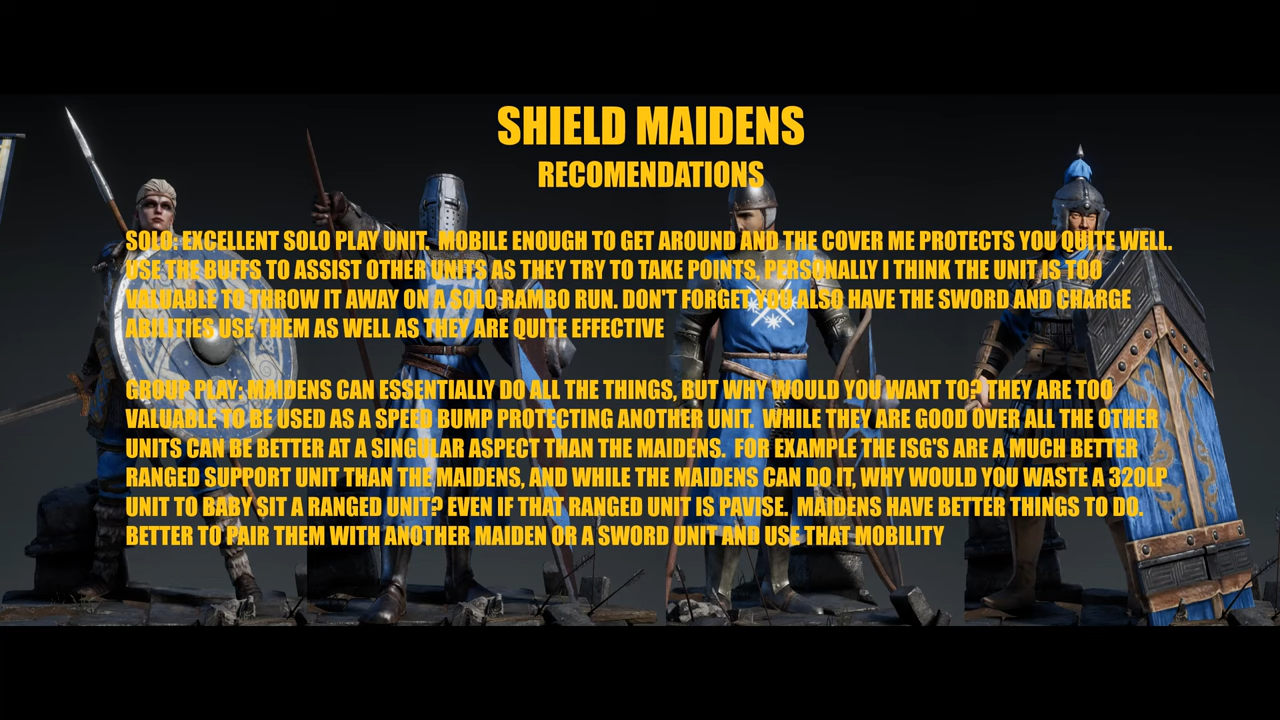 SHIELD MAIDENS
RECOMENDATIONS
SOLO: EXCELLENT SOLO PLAY UNIT. MOBILE ENOUGH TO GET AROUND AND THE COVER ME PROTECTS YOU QUITE WELL.
USE THE BUFFS TO ASSIST OTHER UNITS AS THEY TRY TO TAKE POINTS, PERSONALLY I THINK THE UNIT IS TOO
VALUABLE TO THROW IT AWAY ON A SOLO RAMBO RUN. DON'T FORGET YOU ALSO HAVE THE SWORD AND CHARGE
ABILITIES USE THEM AS WELL AS THEY ARE QUITE EFFECTIVE
GROUP PLAY: MAIDENS CAN ESSENTIALLY DO ALL THE THINGS, BUT WHY WOULD YOU WANT TO? THEY ARE TOO
VALUABLE TO BE USED AS A SPEED BUMP PROTECTING ANOTHER UNIT. WHILE THEY ARE GOOD OVER ALL THE OTHER
UNITS CAN BE BETTER AT A SINGULAR ASPECT THAN THE MAIDENS. FOR EXAMPLE THE ISG'S ARE A MUCH BETTER
RANGED SUPPORT UNIT THAN THE MAIDENS, AND WHILE THE MAIDENS CAN DO IT, WHY WOULD YOU WASTE A 320LP
UNIT TO BABY SIT A RANGED UNIT? EVEN IF THAT RANGED UNIT IS PAVISE. MAIDENS HAVE BETTER THINGS TO DO.
BETTER TO PAIR THEM WITH ANOTHER MAIDEN OR A SWORD UNIT AND USE THAT MOBILITY